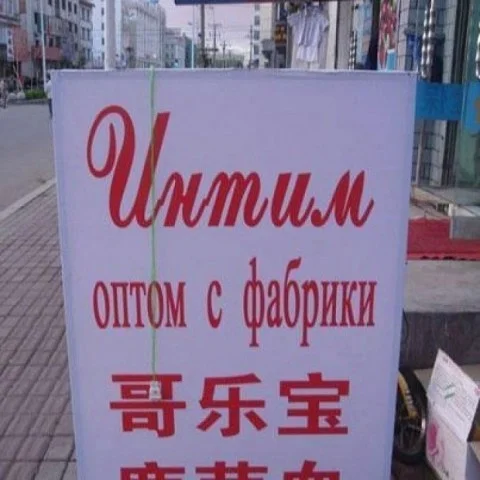 Интим
оптом с фабрики
哥乐宝